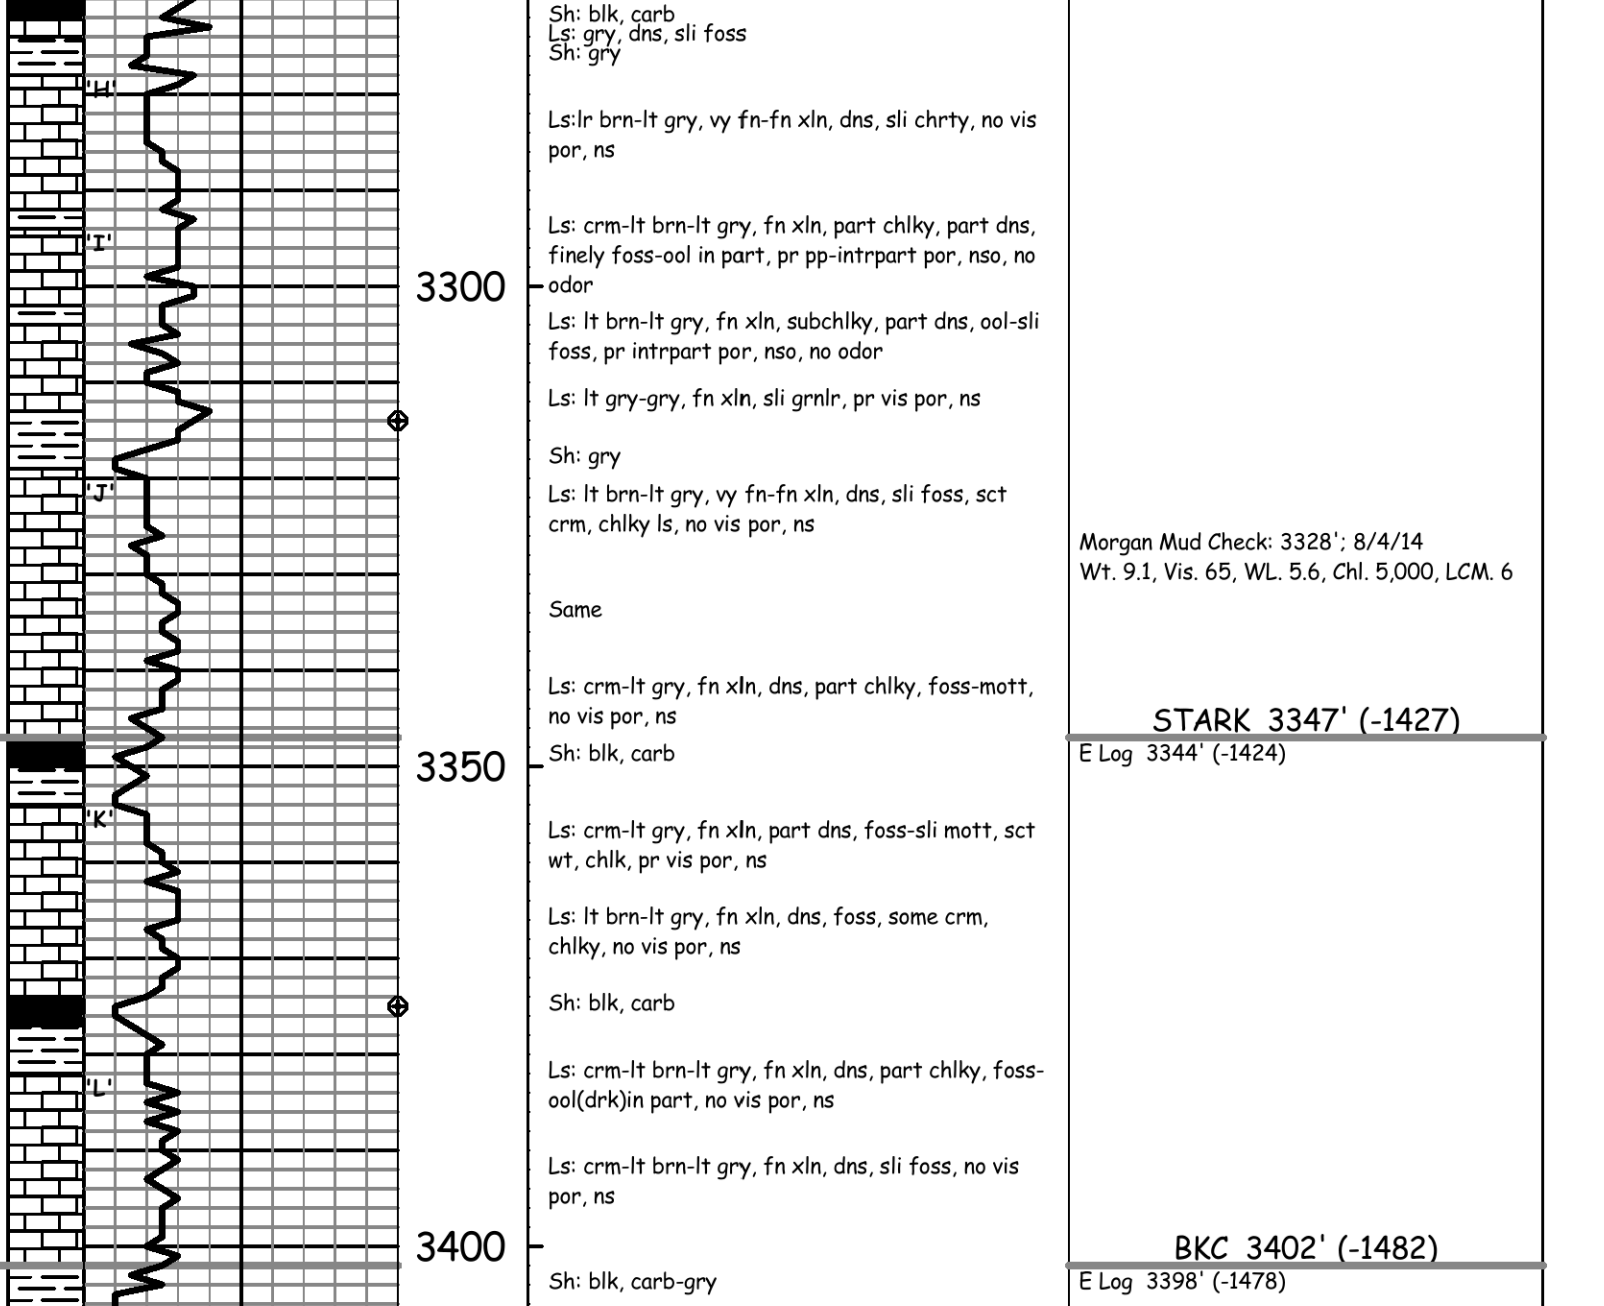 Sh: blk, carb
Ls: gry, dns, sli foss
Sh: gry
'H'
Ls:lr brn-lt gry, vy fn-fn xln, dns, sli chrty, no vis
por, ns
Ls: crm-lt brn-lt gry, fn xln, part chlky, part dns,
'I'
finely foss-ool in part, pr pp-intrpart por, nso, no
3300
odor
Ls: lt brn-lt gry, fn xln, subchlky, part dns, ool-sli
foss, pr intrpart por, nso, no odor
Ls: lt gry-gry, fn xln, sli grnlr, pr vis por, ns
Sh: gry
'J'
Ls: lt brn-lt gry, vy fn-fn xln, dns, sli foss, sct
crm, chlky ls, no vis por, ns
Morgan Mud Check: 3328'; 8/4/14
Wt. 9.1, Vis. 65, WL. 5.6, Chl. 5,000, LCM. 6
Same
Ls: crm-lt gry, fn xln, dns, part chlky, foss-mott,
no vis por, ns
STARK 3347' (-1427)
Sh: blk, carb
E Log 3344' (-1424)
3350
'K'
Ls: crm-lt gry, fn xln, part dns, foss-sli mott, sct
wt, chlk, pr vis por, ns
Ls: lt brn-lt gry, fn xln, dns, foss, some crm,
chlky, no vis por, ns
Sh: blk, carb
Ls: crm-lt brn-lt gry, fn xln, dns, part chlky, foss-
'L'
ool(drk)in part, no vis por, ns
Ls: crm-lt brn-lt gry, fn xln, dns, sli foss, no vis
por, ns
3400
BKC 3402' (-1482)
Sh: blk, carb-gry
E Log 3398' (-1478)